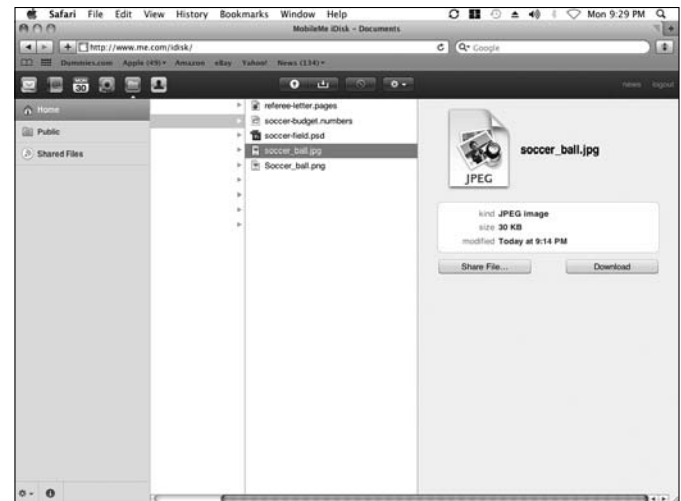 Safari File Edit View History Bookmarks Window Help Mon 9:29 PM
MobileMe iDisk – Documents
http://www.me.com/idisk/ Google
Dummies.com Apple (49) Amazon eBay Yahoo! News (134)
30 news logout
Home
Public
Shared Files
referee-letter.pages
soccer-budget.numbers
soccer-field.psd
soccer_ball.jpg
Soccer_ball.png
JPEG
soccer_ball.jpg
kind JPEG image
size 30 KB
modified Today at 9:14 PM
Share File... Download